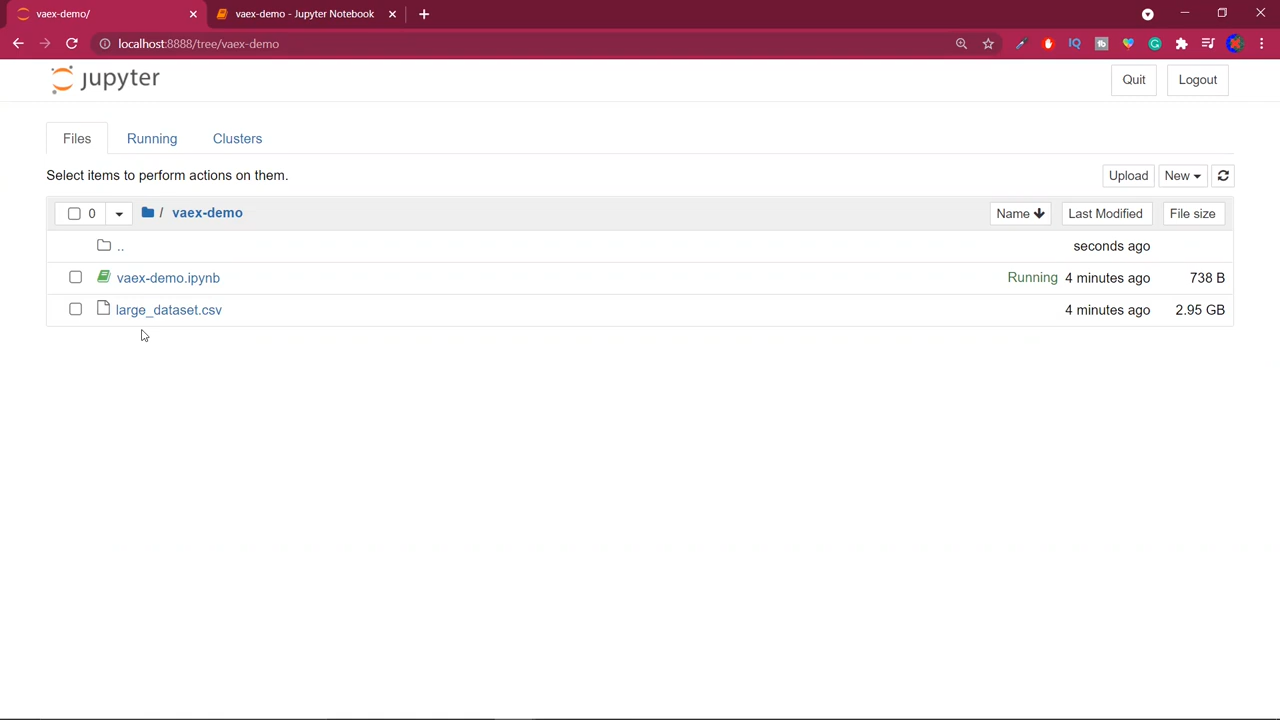 vaex-demo/
vaex-demo - Jupyter Notebook
localhost:8888/tree/vaex-demo
IQ
jupyter
Quit
Logout
Files
Running
Clusters
Select items to perform actions on them.
Upload
New
0
/
vaex-demo
Name
Last Modified
File size
..
seconds ago
vaex-demo.ipynb
Running
4 minutes ago
738 B
large_dataset.csv
4 minutes ago
2.95 GB